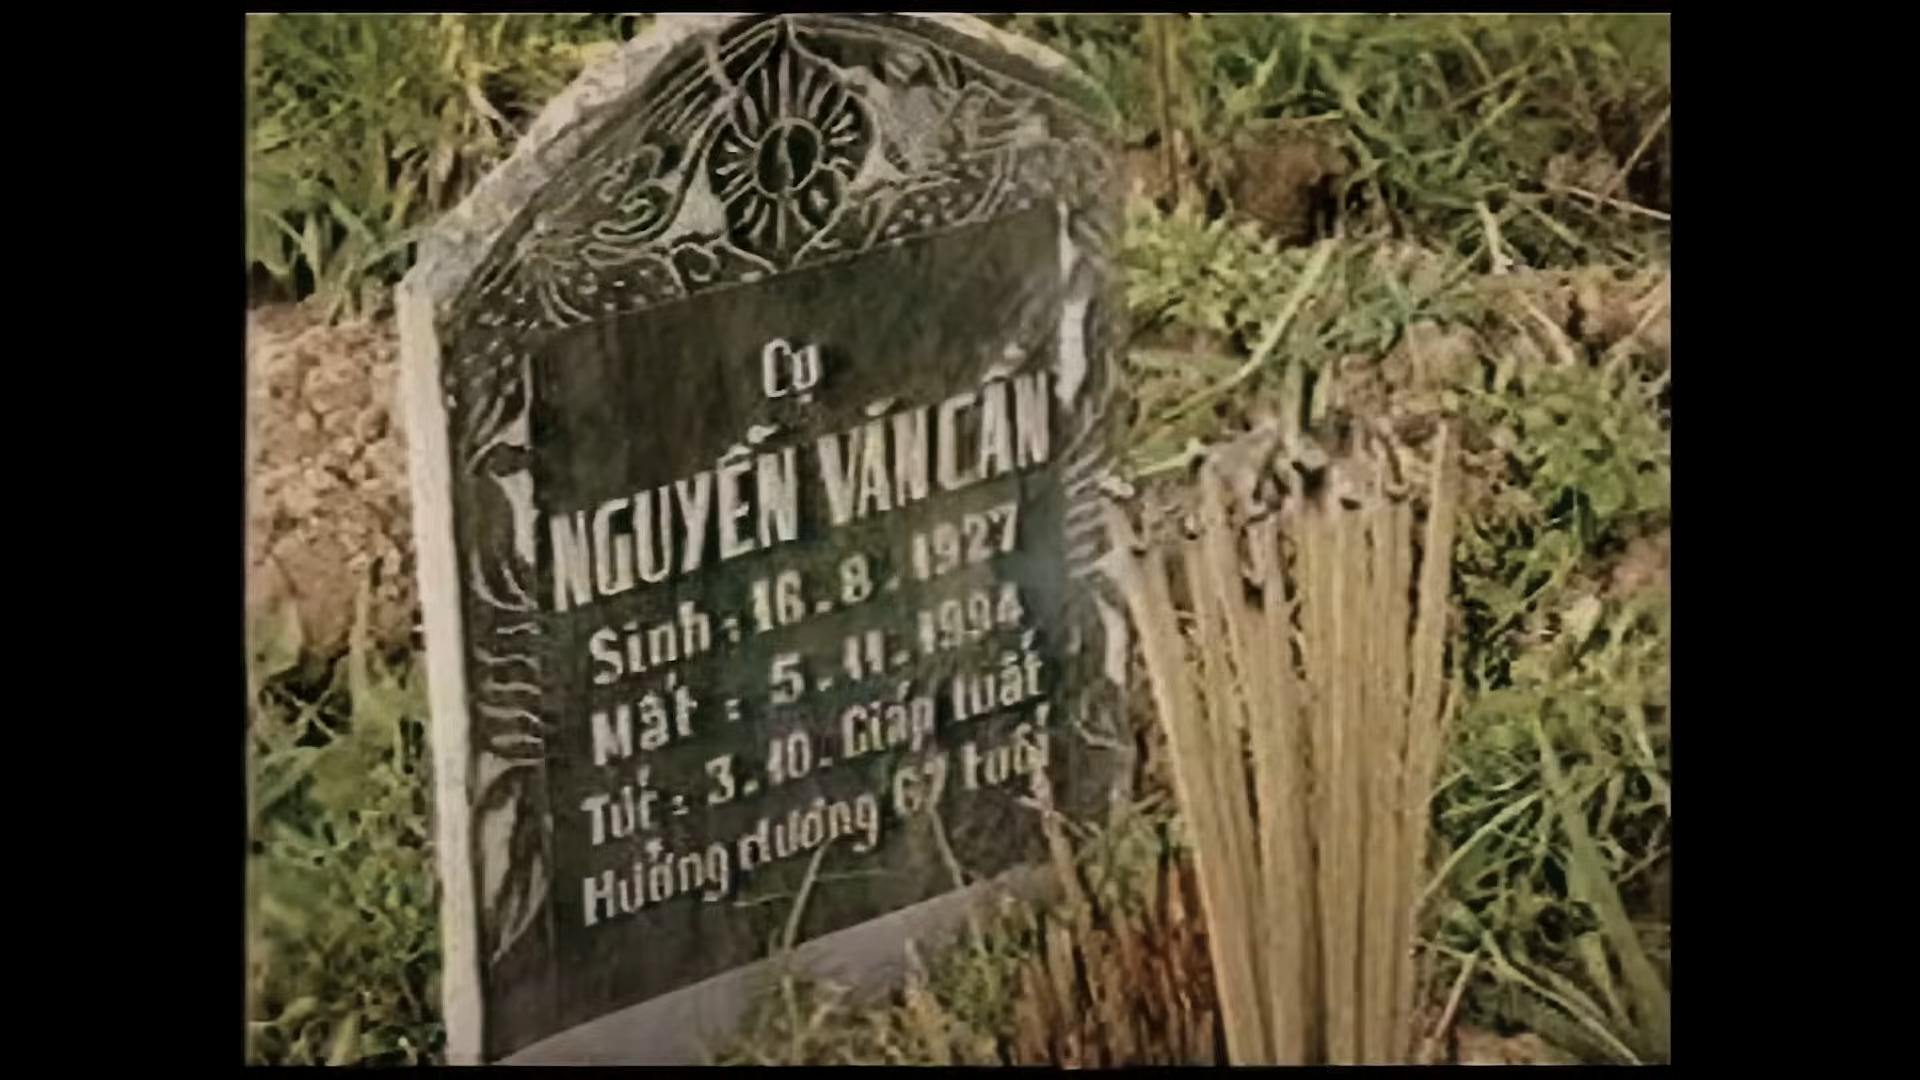 Cụ
NGUYỄN VĂN CẬN
Sinh: 16.8.1927
Mất: 5.11.1994
Tức: 3.10. Giáp tuất
Hưởng dương 67 tuổi